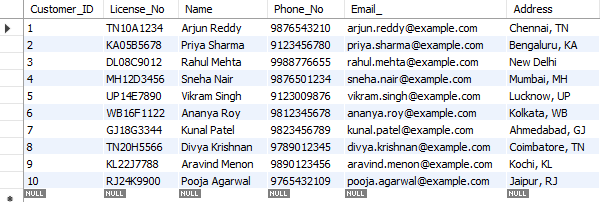 Customer_ID License_No Name Phone_No Email_ Address
1 TN10A1234 Arjun Reddy 9876543210 arjun.reddy@example.com Chennai, TN
2 KA05B5678 Priya Sharma 9123456780 priya.sharma@example.com Bengaluru, KA
3 DL08C9012 Rahul Mehta 9988776655 rahul.mehta@example.com New Delhi
4 MH12D3456 Sneha Nair 9876501234 sneha.nair@example.com Mumbai, MH
5 UP14E7890 Vikram Singh 9123009876 vikram.singh@example.com Lucknow, UP
6 WB16F1122 Ananya Roy 9812345678 ananya.roy@example.com Kolkata, WB
7 GJ18G3344 Kunal Patel 9823456789 kunal.patel@example.com Ahmedabad, GJ
8 TN20H5566 Divya Krishnan 9789012345 divya.krishnan@example.com Coimbatore, TN
9 KL22J7788 Aravind Menon 9890123456 aravind.menon@example.com Kochi, KL
10 RJ24K9900 Pooja Agarwal 9765432109 pooja.agarwal@example.com Jaipur, RJ
NULL NULL NULL NULL NULL NULL